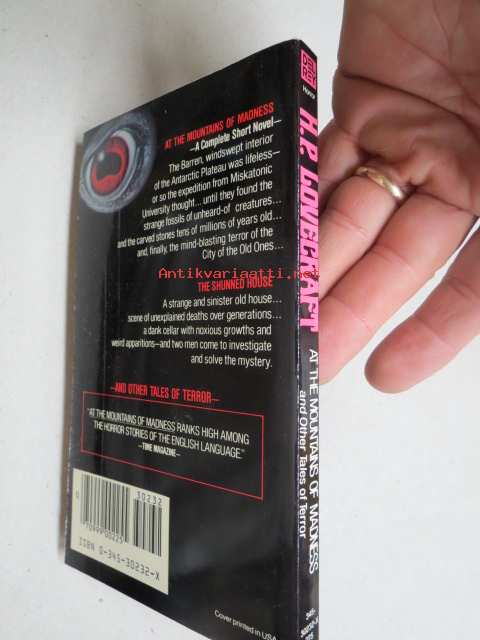 AT THE MOUNTAINS OF MADNESS
—A Complete Short Novel—
The Barren, windswept interior
of the Antarctic Plateau was lifeless—
or so the expedition from Miskatonic
University thought... until they found the
strange fossils of unheard-of creatures...
and the carved stones tens of millions of years old...
and, finally, the mind-blasting terror of the
City of the Old Ones...
Antikvariaatti.net
THE SHUNNED HOUSE
A strange and sinister old house...
scene of unexplained deaths over generations...
a dark cellar with noxious growths and
weird apparitions—and two men come to investigate
and solve the mystery.
—AND OTHER TALES OF TERROR—
"AT THE MOUNTAINS OF MADNESS RANKS HIGH AMONG
THE HORROR STORIES OF THE ENGLISH LANGUAGE."
—TIME MAGAZINE—
30232
0
7099900225
ISBN 0-345-30232-X
Cover printed in USA
DEL REY
Horror
H.P. LOVECRAFT
AT THE MOUNTAINS OF MADNESS
and Other Tales of Terror
345-
30232-X